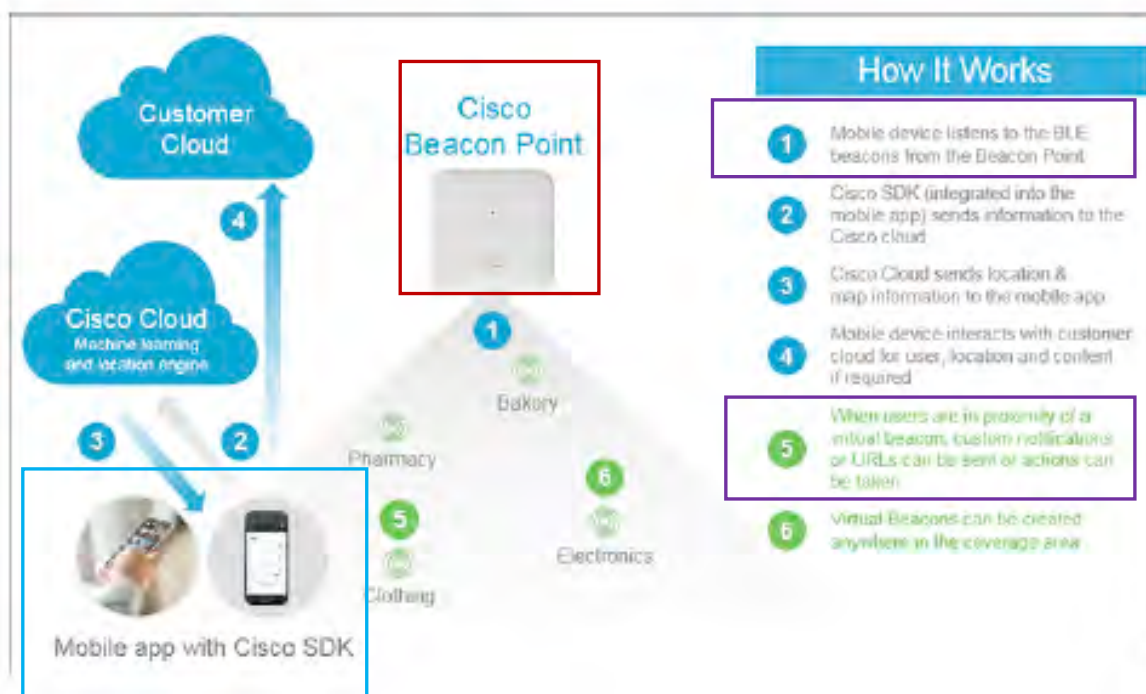 Customer
Cloud
4
Cisco Cloud
Machine learning
and location engine
3
2
Mobile app with Cisco SDK
Cisco
Beacon Point
1
Bakery
Pharmacy
5
Clothing
6
Electronics
How It Works
1
Mobile device listens to the BLE
beacons from the Beacon Point
2
Cisco SDK (integrated into the
mobile app) sends information to the
Cisco cloud
3
Cisco Cloud sends location &
map information to the mobile app
4
Mobile device interacts with customer
cloud for user, location and content
if required
5
When users are in proximity of a
virtual beacon, custom notifications
or URLs can be sent or actions can
be taken
6
Virtual Beacons can be created
anywhere in the coverage area